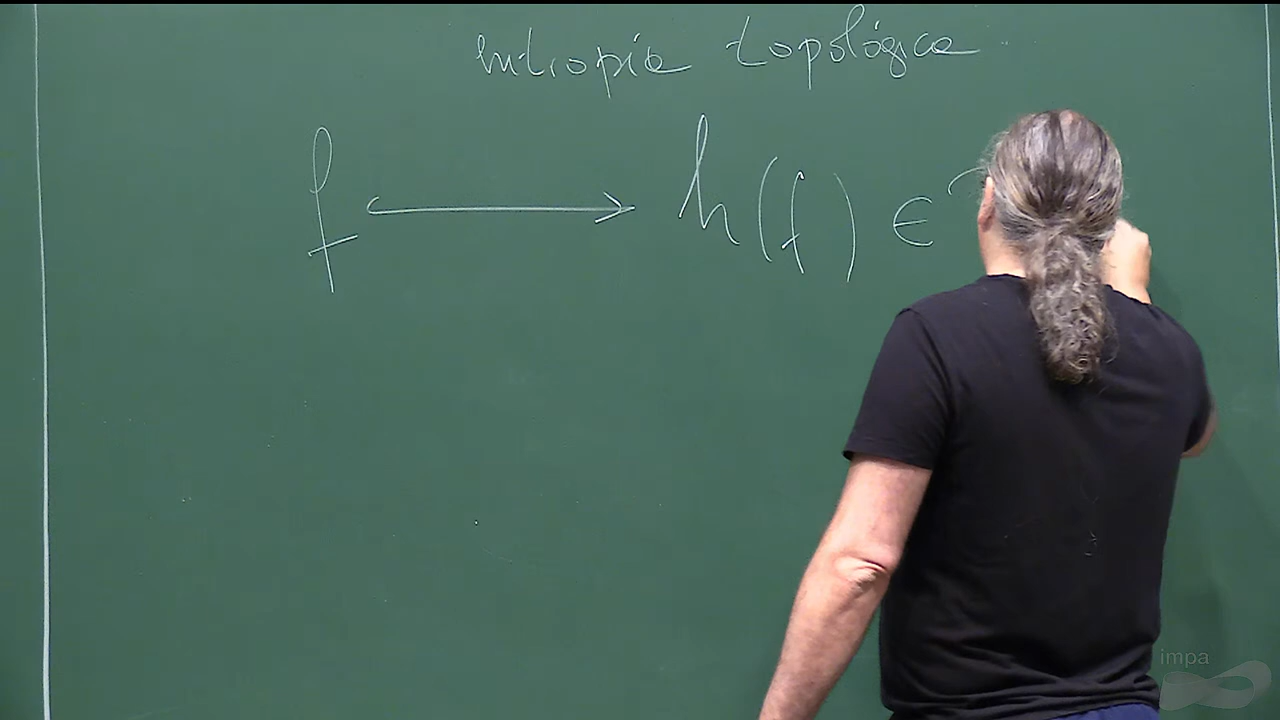 Entropia topológica
f ⟶ h(f) ∈
impa